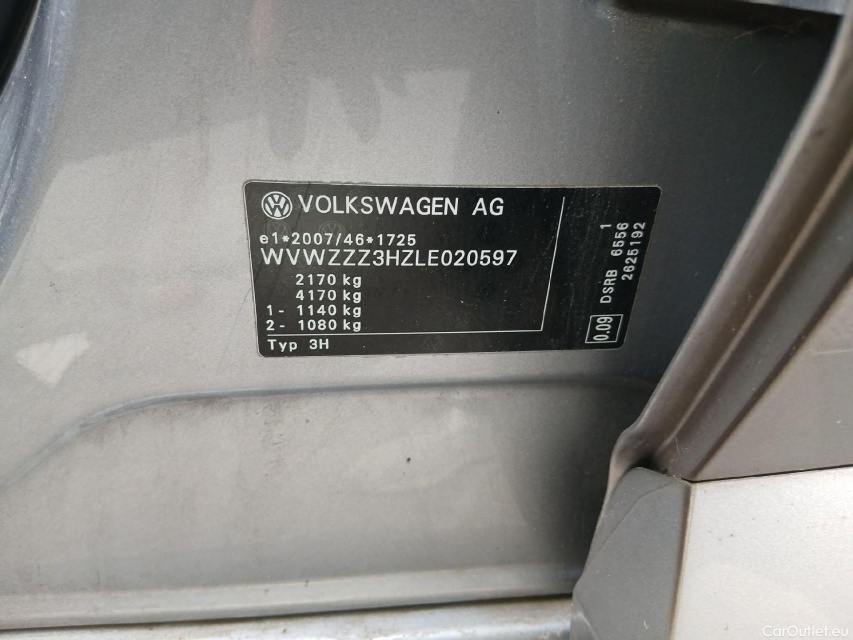 VOLKSWAGEN AG
e1*2007/46*1725
WVWZZZ3HZLE020597
2170 kg
4170 kg
1- 1140 kg
2- 1080 kg
Typ 3H
1
DSRB 6556
2625192
0.09
CarOutlet.eu